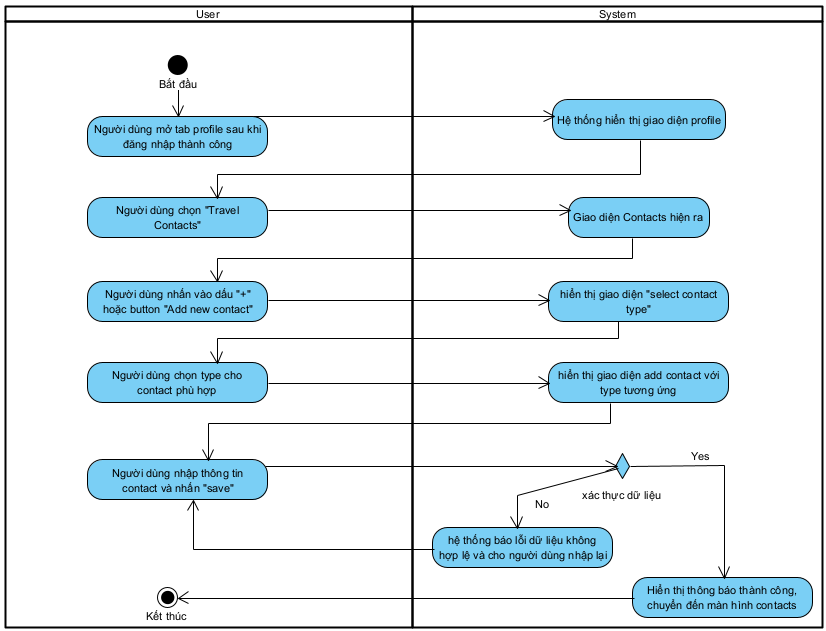 User
System
Bắt đầu
Người dùng mở tab profile sau khi
đăng nhập thành công
Hệ thống hiển thị giao diện profile
Người dùng chọn "Travel
Contacts"
Giao diện Contacts hiện ra
Người dùng nhấn vào dấu "+"
hoặc button "Add new contact"
hiển thị giao diện "select contact
type"
Người dùng chọn type cho
contact phù hợp
hiển thị giao diện add contact với
type tương ứng
Người dùng nhập thông tin
contact và nhấn "save"
Yes
xác thực dữ liệu
No
hệ thống báo lỗi dữ liệu không
hợp lệ và cho người dùng nhập lại
Hiển thị thông báo thành công,
chuyển đến màn hình contacts
Kết thúc